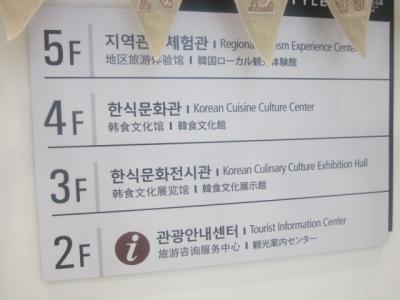 STYLE
5F 지역관 체험관 I Regional Experience Center
地区旅游体验馆 I 韓国ローカル観光体験館
4F 한식문화관 I Korean Cuisine Culture Center
韩食文化馆 I 韓食文化館
3F 한식문화전시관 I Korean Culinary Culture Exhibition Hall
韩食文化展览馆 I 韓食文化展示館
2F i 관광안내센터 I Tourist Information Center
旅游咨询服务中心 I 観光案内センター